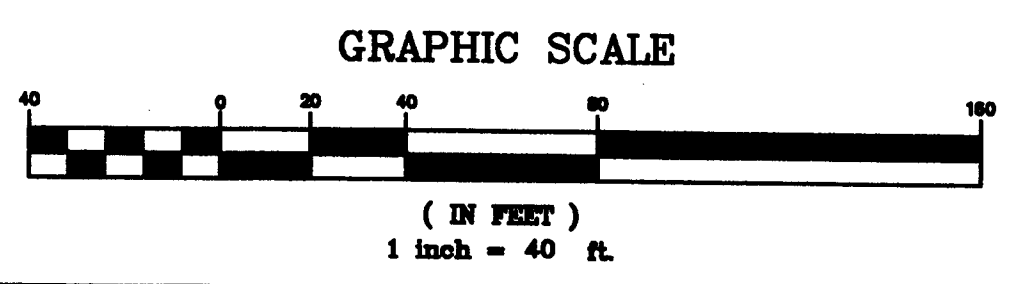 GRAPHIC SCALE
40 0 20 40 80 160
( IN FEET )
1 inch = 40 ft.